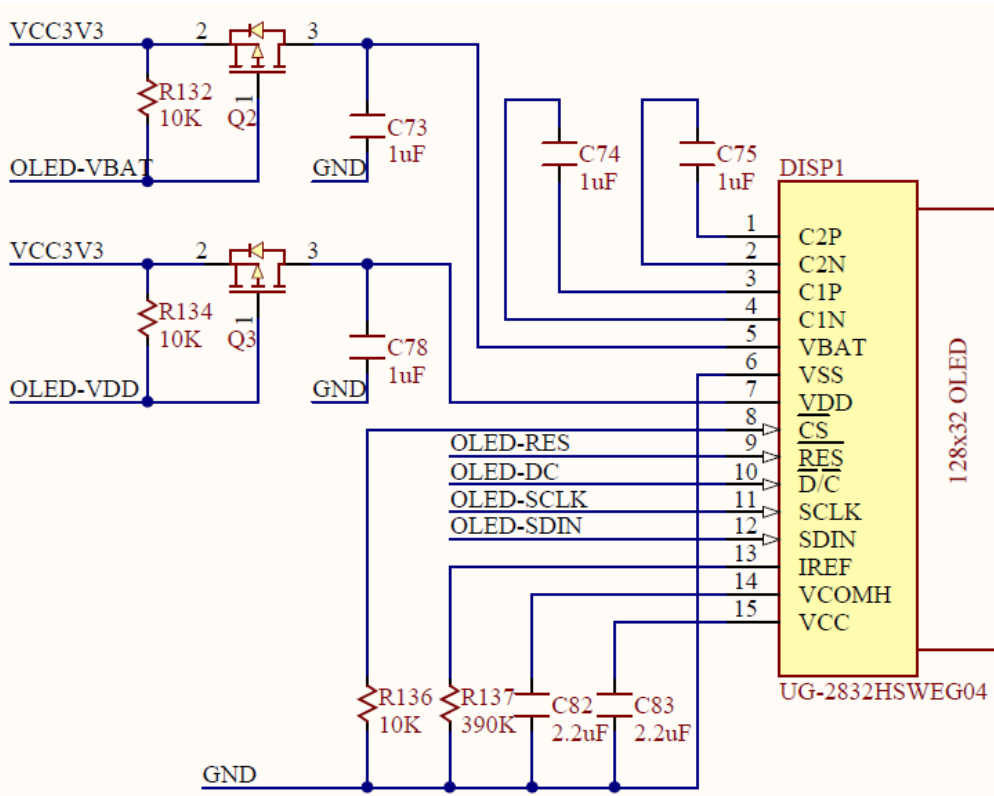 VCC3V3
2
3
R132
10K
1
Q2
C73
1uF
OLED-VBAT
GND
C74
1uF
C75
1uF
DISP1
VCC3V3
2
3
R134
10K
1
Q3
C78
1uF
OLED-VDD
GND
1 C2P
2 C2N
3 C1P
4 C1N
5 VBAT
6 VSS
7 VDD
8 CS
OLED-RES 9 RES
OLED-DC 10 D/C
OLED-SCLK 11 SCLK
OLED-SDIN 12 SDIN
13 IREF
14 VCOMH
15 VCC
128x32 OLED
UG-2832HSWEG04
R136
10K
R137
390K
C82
2.2uF
C83
2.2uF
GND